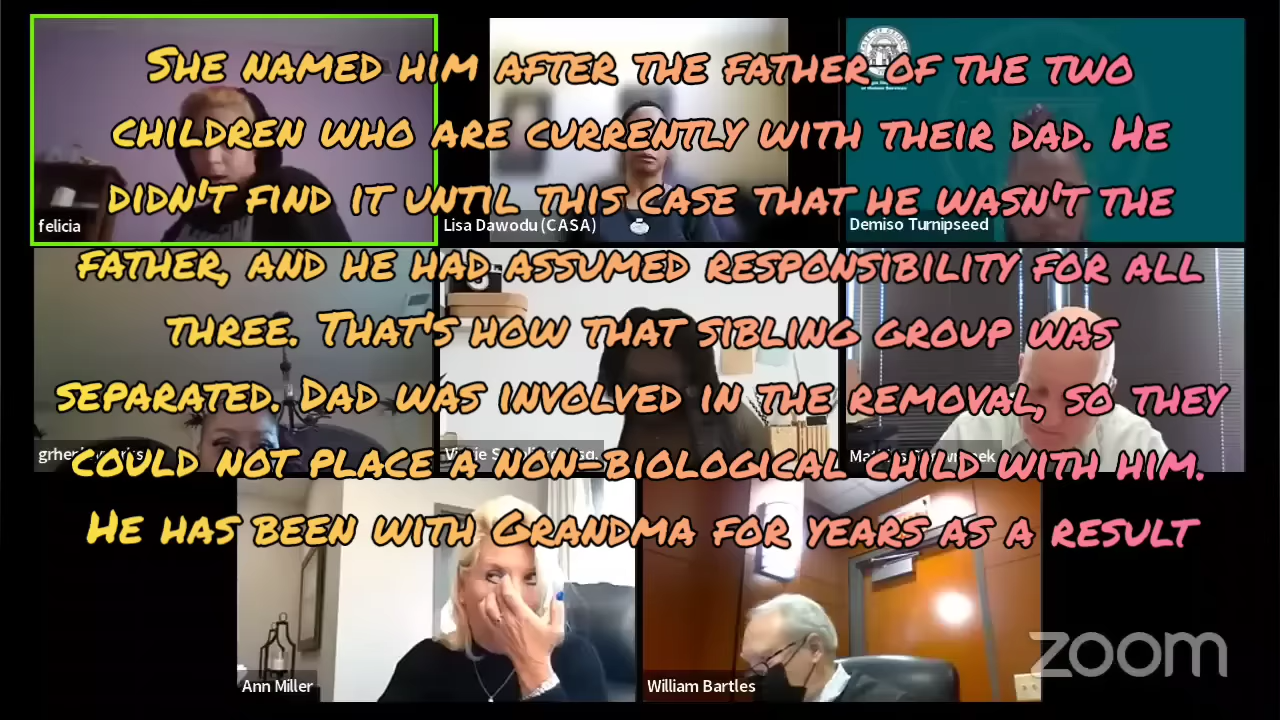 She named him after the father of the two
children who are currently with their dad. He
didn't find it until this case that he wasn't the
father, and he had assumed responsibility for all
three. That's how that sibling group was
separated. Dad was involved in the removal, so they
could not place a non-biological child with him.
He has been with Grandma for years as a result
felicia
Lisa Dawodu (CASA)
Demiso Turnipseed
Ann Miller
William Bartles
zoom